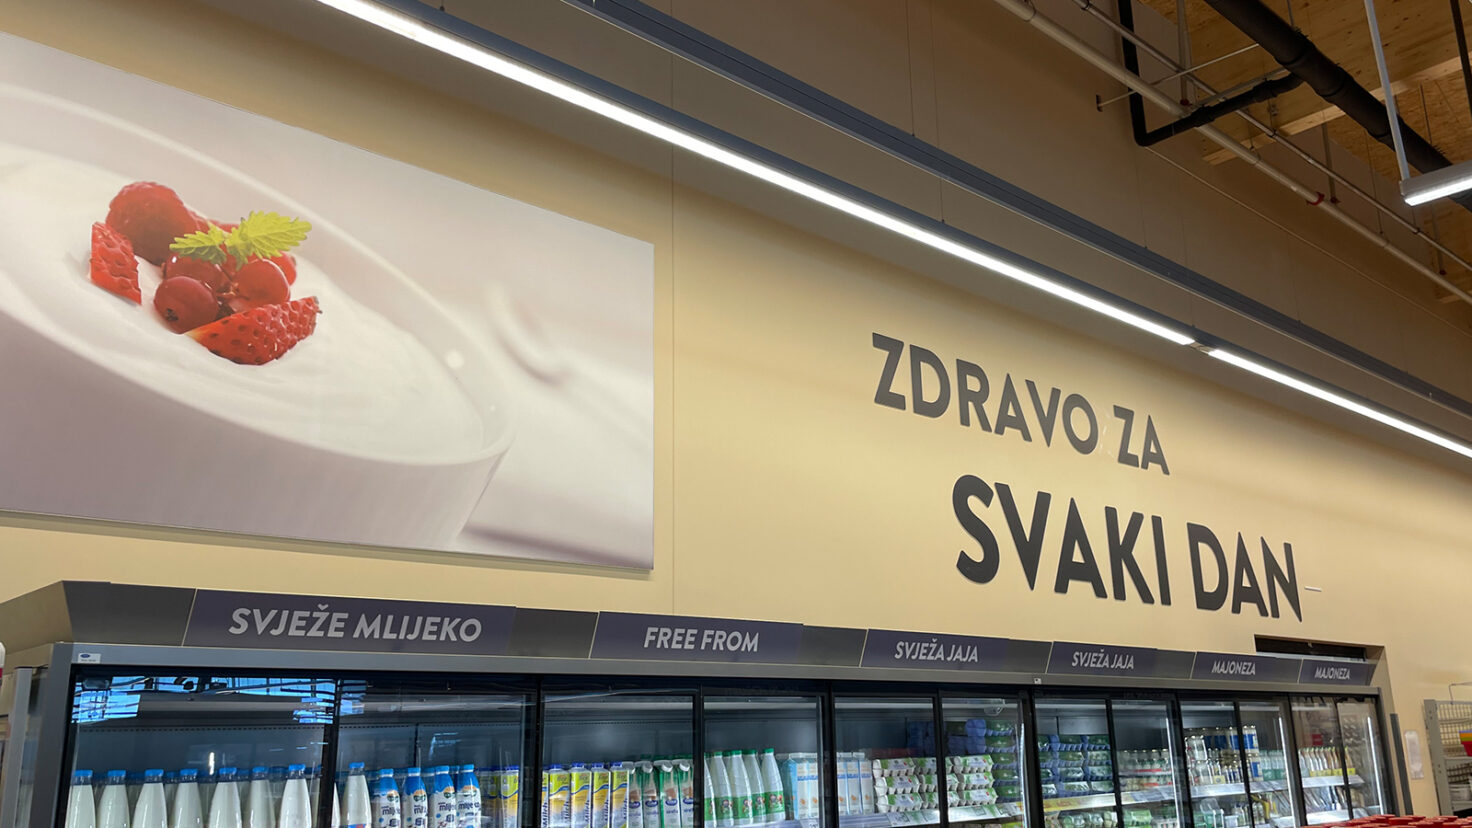 ZDRAVO ZA
SVAKI DAN
SVJEŽE MLIJEKO
FREE FROM
SVJEŽA JAJA
SVJEŽA JAJA
MAJONEZA
MAJONEZA